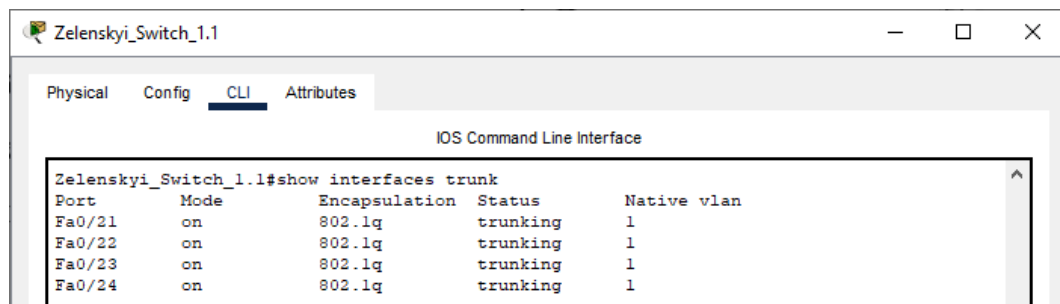 Zelenskyi_Switch_1.1
Physical Config CLI Attributes
IOS Command Line Interface
Zelenskyi_Switch_1.1#show interfaces trunk
Port Mode Encapsulation Status Native vlan
Fa0/21 on 802.1q trunking 1
Fa0/22 on 802.1q trunking 1
Fa0/23 on 802.1q trunking 1
Fa0/24 on 802.1q trunking 1